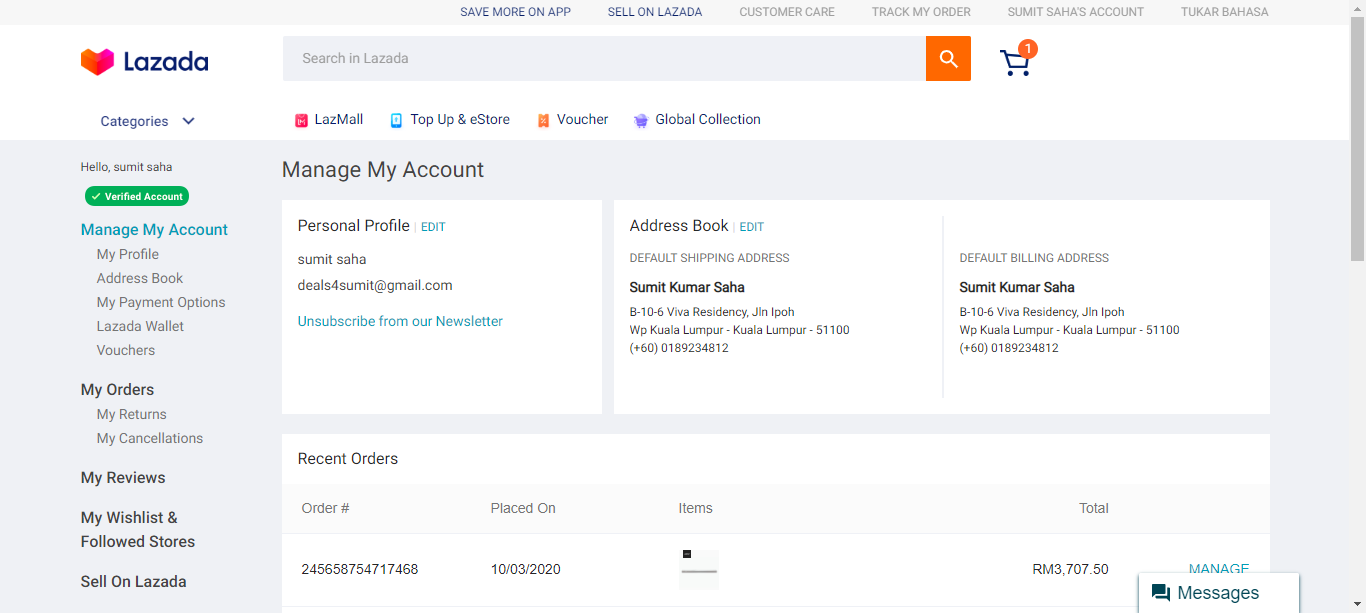 SAVE MORE ON APP SELL ON LAZADA CUSTOMER CARE TRACK MY ORDER SUMIT SAHA'S ACCOUNT TUKAR BAHASA
Lazada
Search in Lazada
1
Categories
LazMall Top Up & eStore Voucher Global Collection
Hello, sumit saha
Verified Account
Manage My Account
My Profile
Address Book
My Payment Options
Lazada Wallet
Vouchers
My Orders
My Returns
My Cancellations
My Reviews
My Wishlist &
Followed Stores
Sell On Lazada
Manage My Account
Personal Profile | EDIT
sumit saha
deals4sumit@gmail.com
Unsubscribe from our Newsletter
Address Book | EDIT
DEFAULT SHIPPING ADDRESS
Sumit Kumar Saha
B-10-6 Viva Residency, Jln Ipoh
Wp Kuala Lumpur - Kuala Lumpur - 51100
(+60) 0189234812
DEFAULT BILLING ADDRESS
Sumit Kumar Saha
B-10-6 Viva Residency, Jln Ipoh
Wp Kuala Lumpur - Kuala Lumpur - 51100
(+60) 0189234812
Recent Orders
Order # Placed On Items Total
245658754717468 10/03/2020 RM3,707.50 MANAGE
Messages